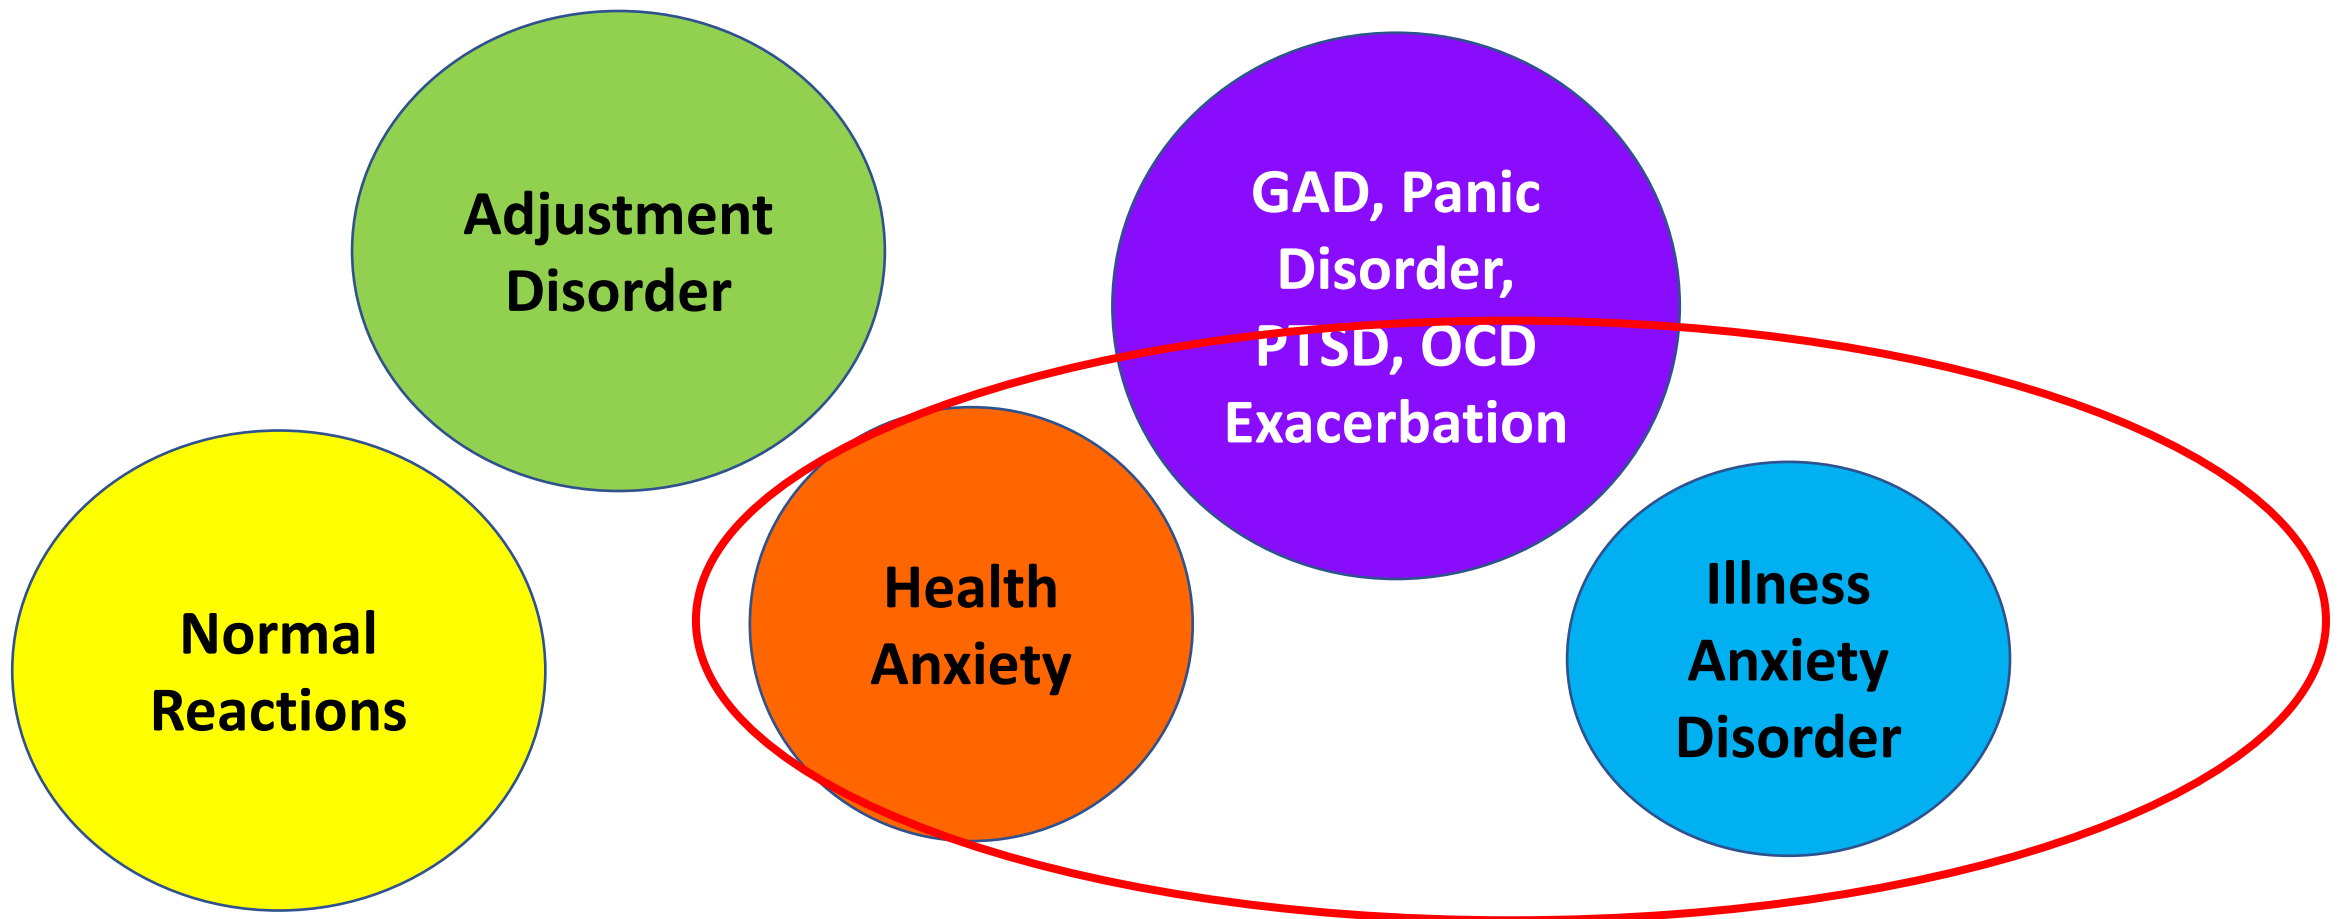 Adjustment
Disorder
GAD, Panic
Disorder,
PTSD, OCD
Exacerbation
Normal
Reactions
Health
Anxiety
Illness
Anxiety
Disorder